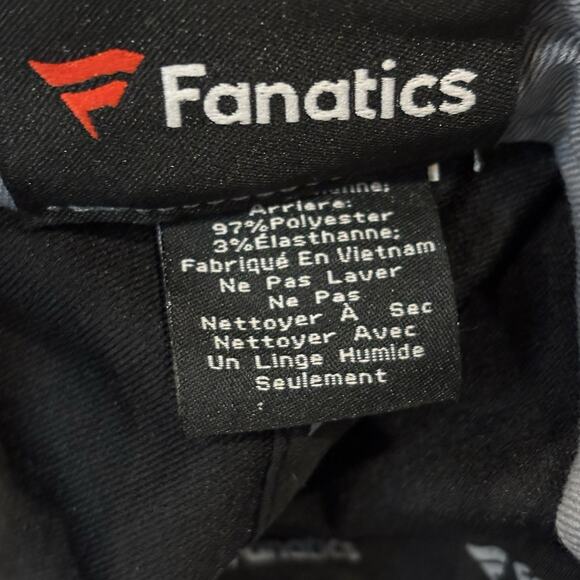 Fanatics
Arrière:
97%Polyester
3%Élasthanne;
Fabriqué En Vietnam
Ne Pas Laver
Ne Pas
Nettoyer À Sec
Nettoyer Avec
Un Linge Humide
Seulement
Fanatics